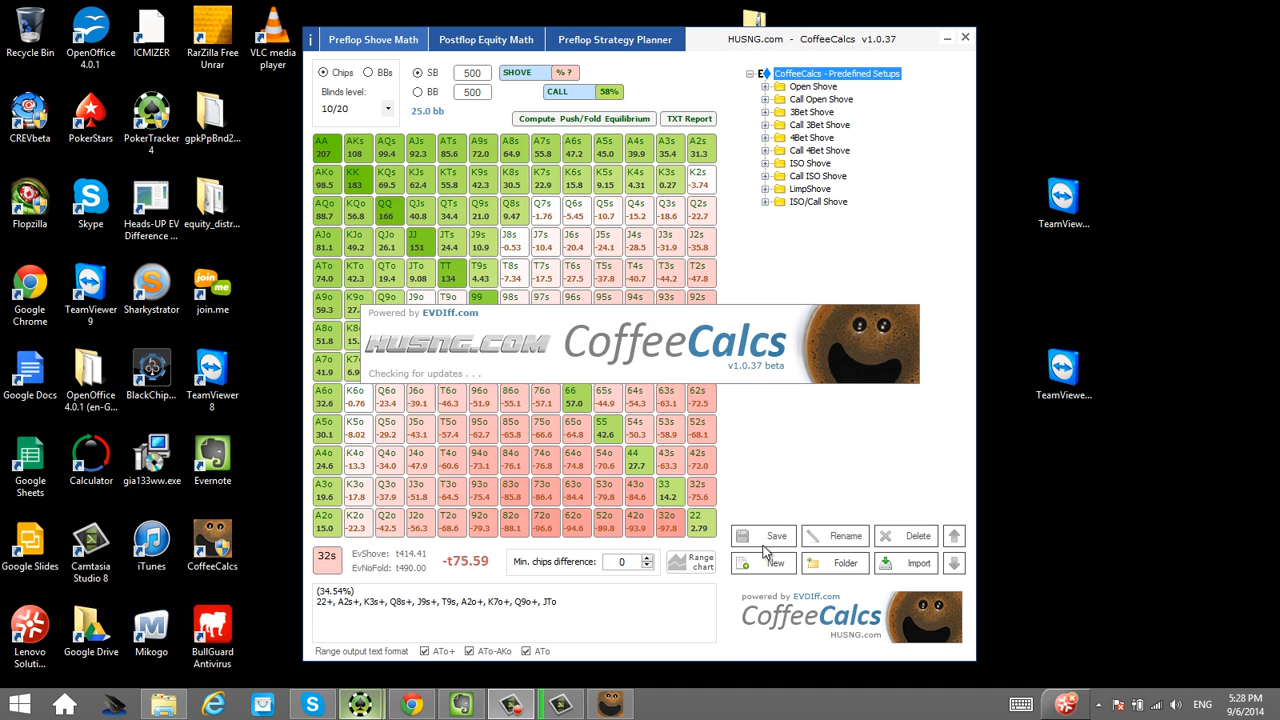 Recycle Bin
OpenOffice 4.0.1
ICMIZER
RarZilla Free Unrar
VLC media player
CREVbeta
PokerStars
PokerTracker 4
gpkPpBnd2...
Flopzilla
Skype
Heads-UP EV Difference ...
equity_distr...
Google Chrome
TeamViewer 9
Sharkystrator
join.me
Google Docs
OpenOffice 4.0.1 (en-G...
BlackChip...
TeamViewer 8
Google Sheets
Calculator
gia133ww.exe
Evernote
Google Slides
Camtasia Studio 8
iTunes
CoffeeCalcs
Lenovo Soluti...
Google Drive
Mikogo
BullGuard Antivirus
TeamView...
TeamViewe...
i Preflop Shove Math Postflop Equity Math Preflop Strategy Planner HUSNG.com - CoffeeCalcs v1.0.37
Chips BBs
Blinds level:
10/20
SB 500 SHOVE % ?
BB 500 CALL 58%
25.0 bb
Compute Push/Fold Equilibrium TXT Report
AA AKs AQs AJs ATs A9s A8s A7s A6s A5s A4s A3s A2s
207 108 99.4 92.3 85.6 72.0 64.9 55.8 47.2 45.0 39.9 35.4 31.3
AKo KK KQs KJs KTs K9s K8s K7s K6s K5s K4s K3s K2s
98.5 183 69.5 62.4 55.8 42.3 30.5 22.9 15.8 9.15 4.31 0.27 -3.74
AQo KQo QQ QJs QTs Q9s Q8s Q7s Q6s Q5s Q4s Q3s Q2s
88.7 56.8 166 40.8 34.4 21.0 9.47 -1.76 -5.45 -10.7 -15.2 -18.6 -22.7
AJo KJo QJo JJ JTs J9s J8s J7s J6s J5s J4s J3s J2s
81.1 49.2 26.1 151 24.4 10.9 -0.53 -10.4 -20.4 -24.1 -28.5 -31.9 -35.8
ATo KTo QTo JTo TT T9s T8s T7s T6s T5s T4s T3s T2s
74.0 42.3 19.4 9.08 134 4.43 -7.34 -17.5 -27.5 -37.8 -40.7 -44.2 -47.8
A9o K9o Q9o J9o T9o 99 98s 97s 96s 95s 94s 93s 92s
59.3 27.
A8o K8
51.8 15.
A7o K7
41.9 6.9
Powered by EVDIff.com
HUSNG.COM CoffeeCalcs
v1.0.37 beta
Checking for updates . . .
A6o K6o Q6o J6o T6o 96o 86o 76o 66 65s 64s 63s 62s
32.6 -0.76 -23.4 -39.1 -46.3 -51.9 -55.1 -57.1 57.0 -44.9 -54.3 -63.1 -72.5
A5o K5o Q5o J5o T5o 95o 85o 75o 65o 55 54s 53s 52s
30.1 -8.02 -29.2 -43.1 -57.4 -62.7 -65.8 -66.6 -64.8 42.6 -50.3 -58.9 -68.1
A4o K4o Q4o J4o T4o 94o 84o 74o 64o 54o 44 43s 42s
24.6 -13.3 -34.0 -47.9 -60.6 -73.1 -76.1 -76.8 -74.8 -70.6 27.7 -63.3 -72.0
A3o K3o Q3o J3o T3o 93o 83o 73o 63o 53o 43o 33 32s
19.6 -17.8 -37.9 -51.8 -64.5 -75.4 -85.8 -86.4 -84.4 -79.8 -84.6 14.2 -75.6
A2o K2o Q2o J2o T2o 92o 82o 72o 62o 52o 42o 32o 22
15.0 -22.3 -42.5 -56.3 -68.6 -79.3 -88.1 -96.6 -94.6 -89.8 -93.9 -97.8 2.79
32s
EvShove: t414.41
EvNoFold: t490.00
-t75.59
Min. chips difference: 0
Range chart
(34.54%)
22+, A2s+, K3s+, Q8s+, J9s+, T9s, A2o+, K7o+, Q9o+, JTo
Range output text format ATo+ ATo-AKo ATo
CoffeeCalcs - Predefined Setups
Open Shove
Call Open Shove
3Bet Shove
Call 3Bet Shove
4Bet Shove
Call 4Bet Shove
ISO Shove
Call ISO Shove
LimpShove
ISO/Call Shove
Save Rename Delete
New Folder Import
powered by EVDIff.com
CoffeeCalcs
HUSNG.com
5:28 PM
9/6/2014